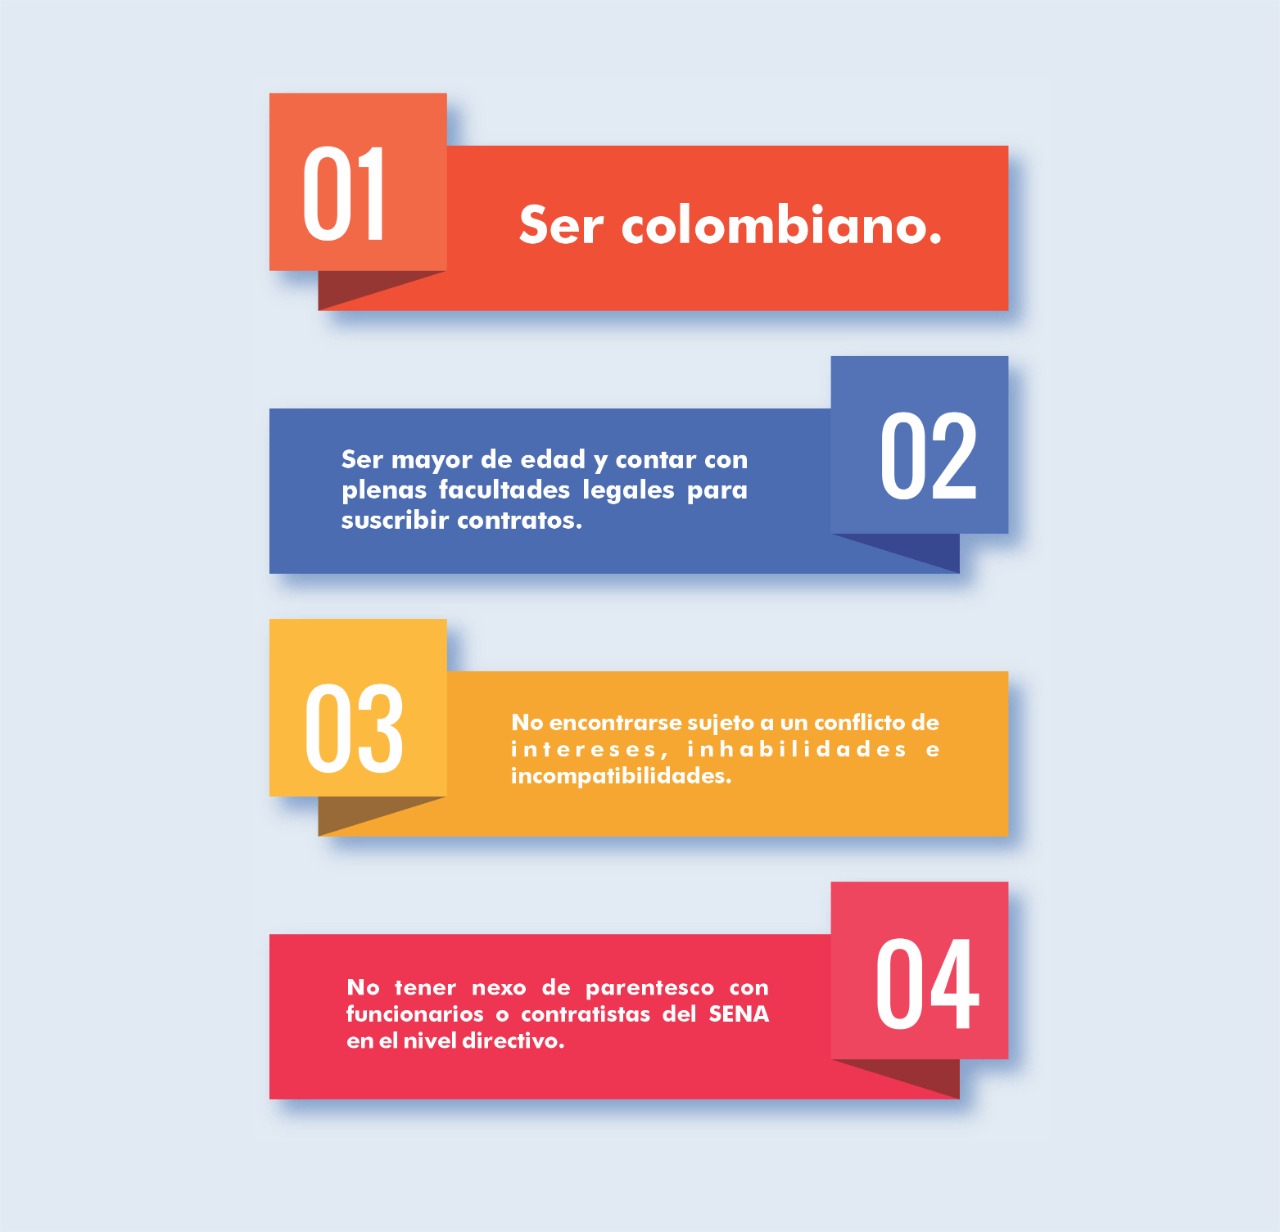 01
Ser colombiano.
02
Ser mayor de edad y contar con
plenas facultades legales para
suscribir contratos.
03
No encontrarse sujeto a un conflicto de
intereses, inhabilidades e
incompatibilidades.
04
No tener nexo de parentesco con
funcionarios o contratistas del SENA
en el nivel directivo.